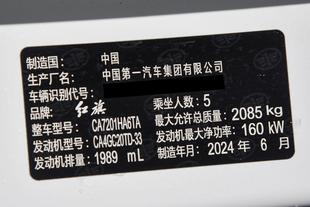 制造国: 中国
生产厂名: 中国第一汽车集团有限公司
车辆识别代号:
品牌: 红旗 乘坐人数: 5
整车型号: CA7201HA6TA 最大允许总质量: 2085 kg
发动机型号: CA4GC20TD-33 发动机最大净功率: 160 kW
发动机排量: 1989 mL 制造年月: 2024 年 6 月